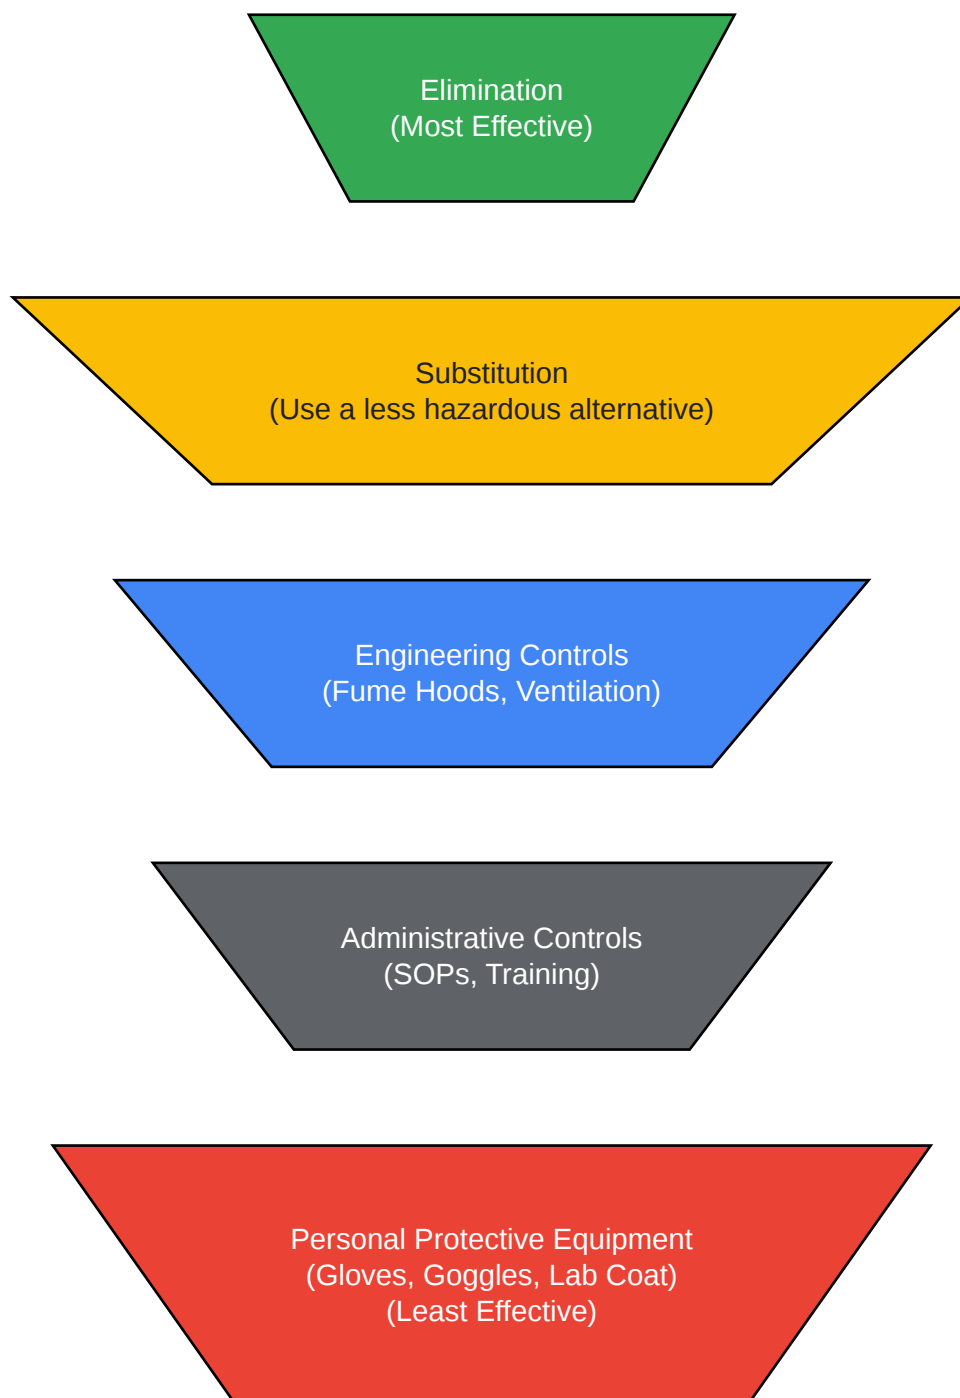 Elimination
(Most Effective)
Substitution
(Use a less hazardous alternative)
Engineering Controls
(Fume Hoods, Ventilation)
Administrative Controls
(SOPs, Training)
Personal Protective Equipment
(Gloves, Goggles, Lab Coat)
(Least Effective)